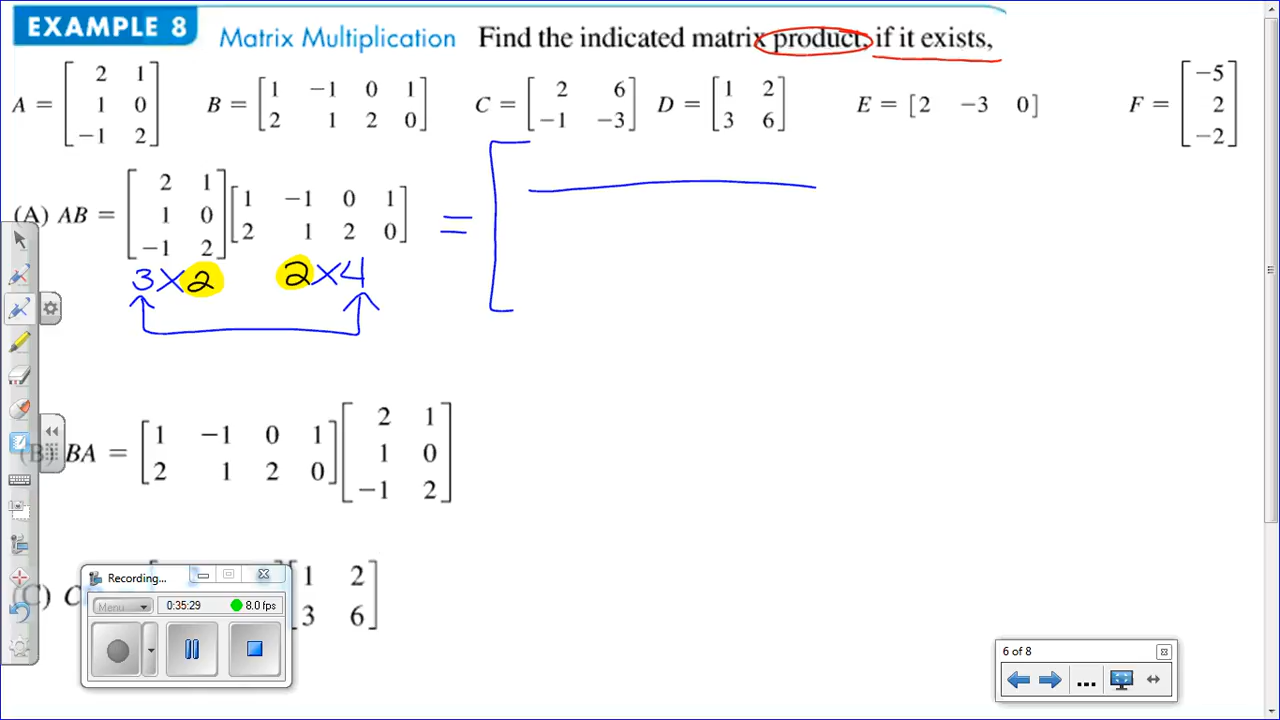 EXAMPLE 8 Matrix Multiplication Find the indicated matrix product, if it exists,
A = [2 1
1 0
−1 2]
B = [1 −1 0 1
2 1 2 0]
C = [2 6
−1 −3]
D = [1 2
3 6]
E = [2 −3 0]
F = [−5
2
−2]
(A) AB = [2 1
1 0
−1 2] [1 −1 0 1
2 1 2 0] = [
3×2 2×4
(B) BA = [1 −1 0 1
2 1 2 0] [2 1
1 0
−1 2]
(C) C
[1 2
3 6]
Recording...
Menu 0:35:29 8.0 fps
6 of 8
...